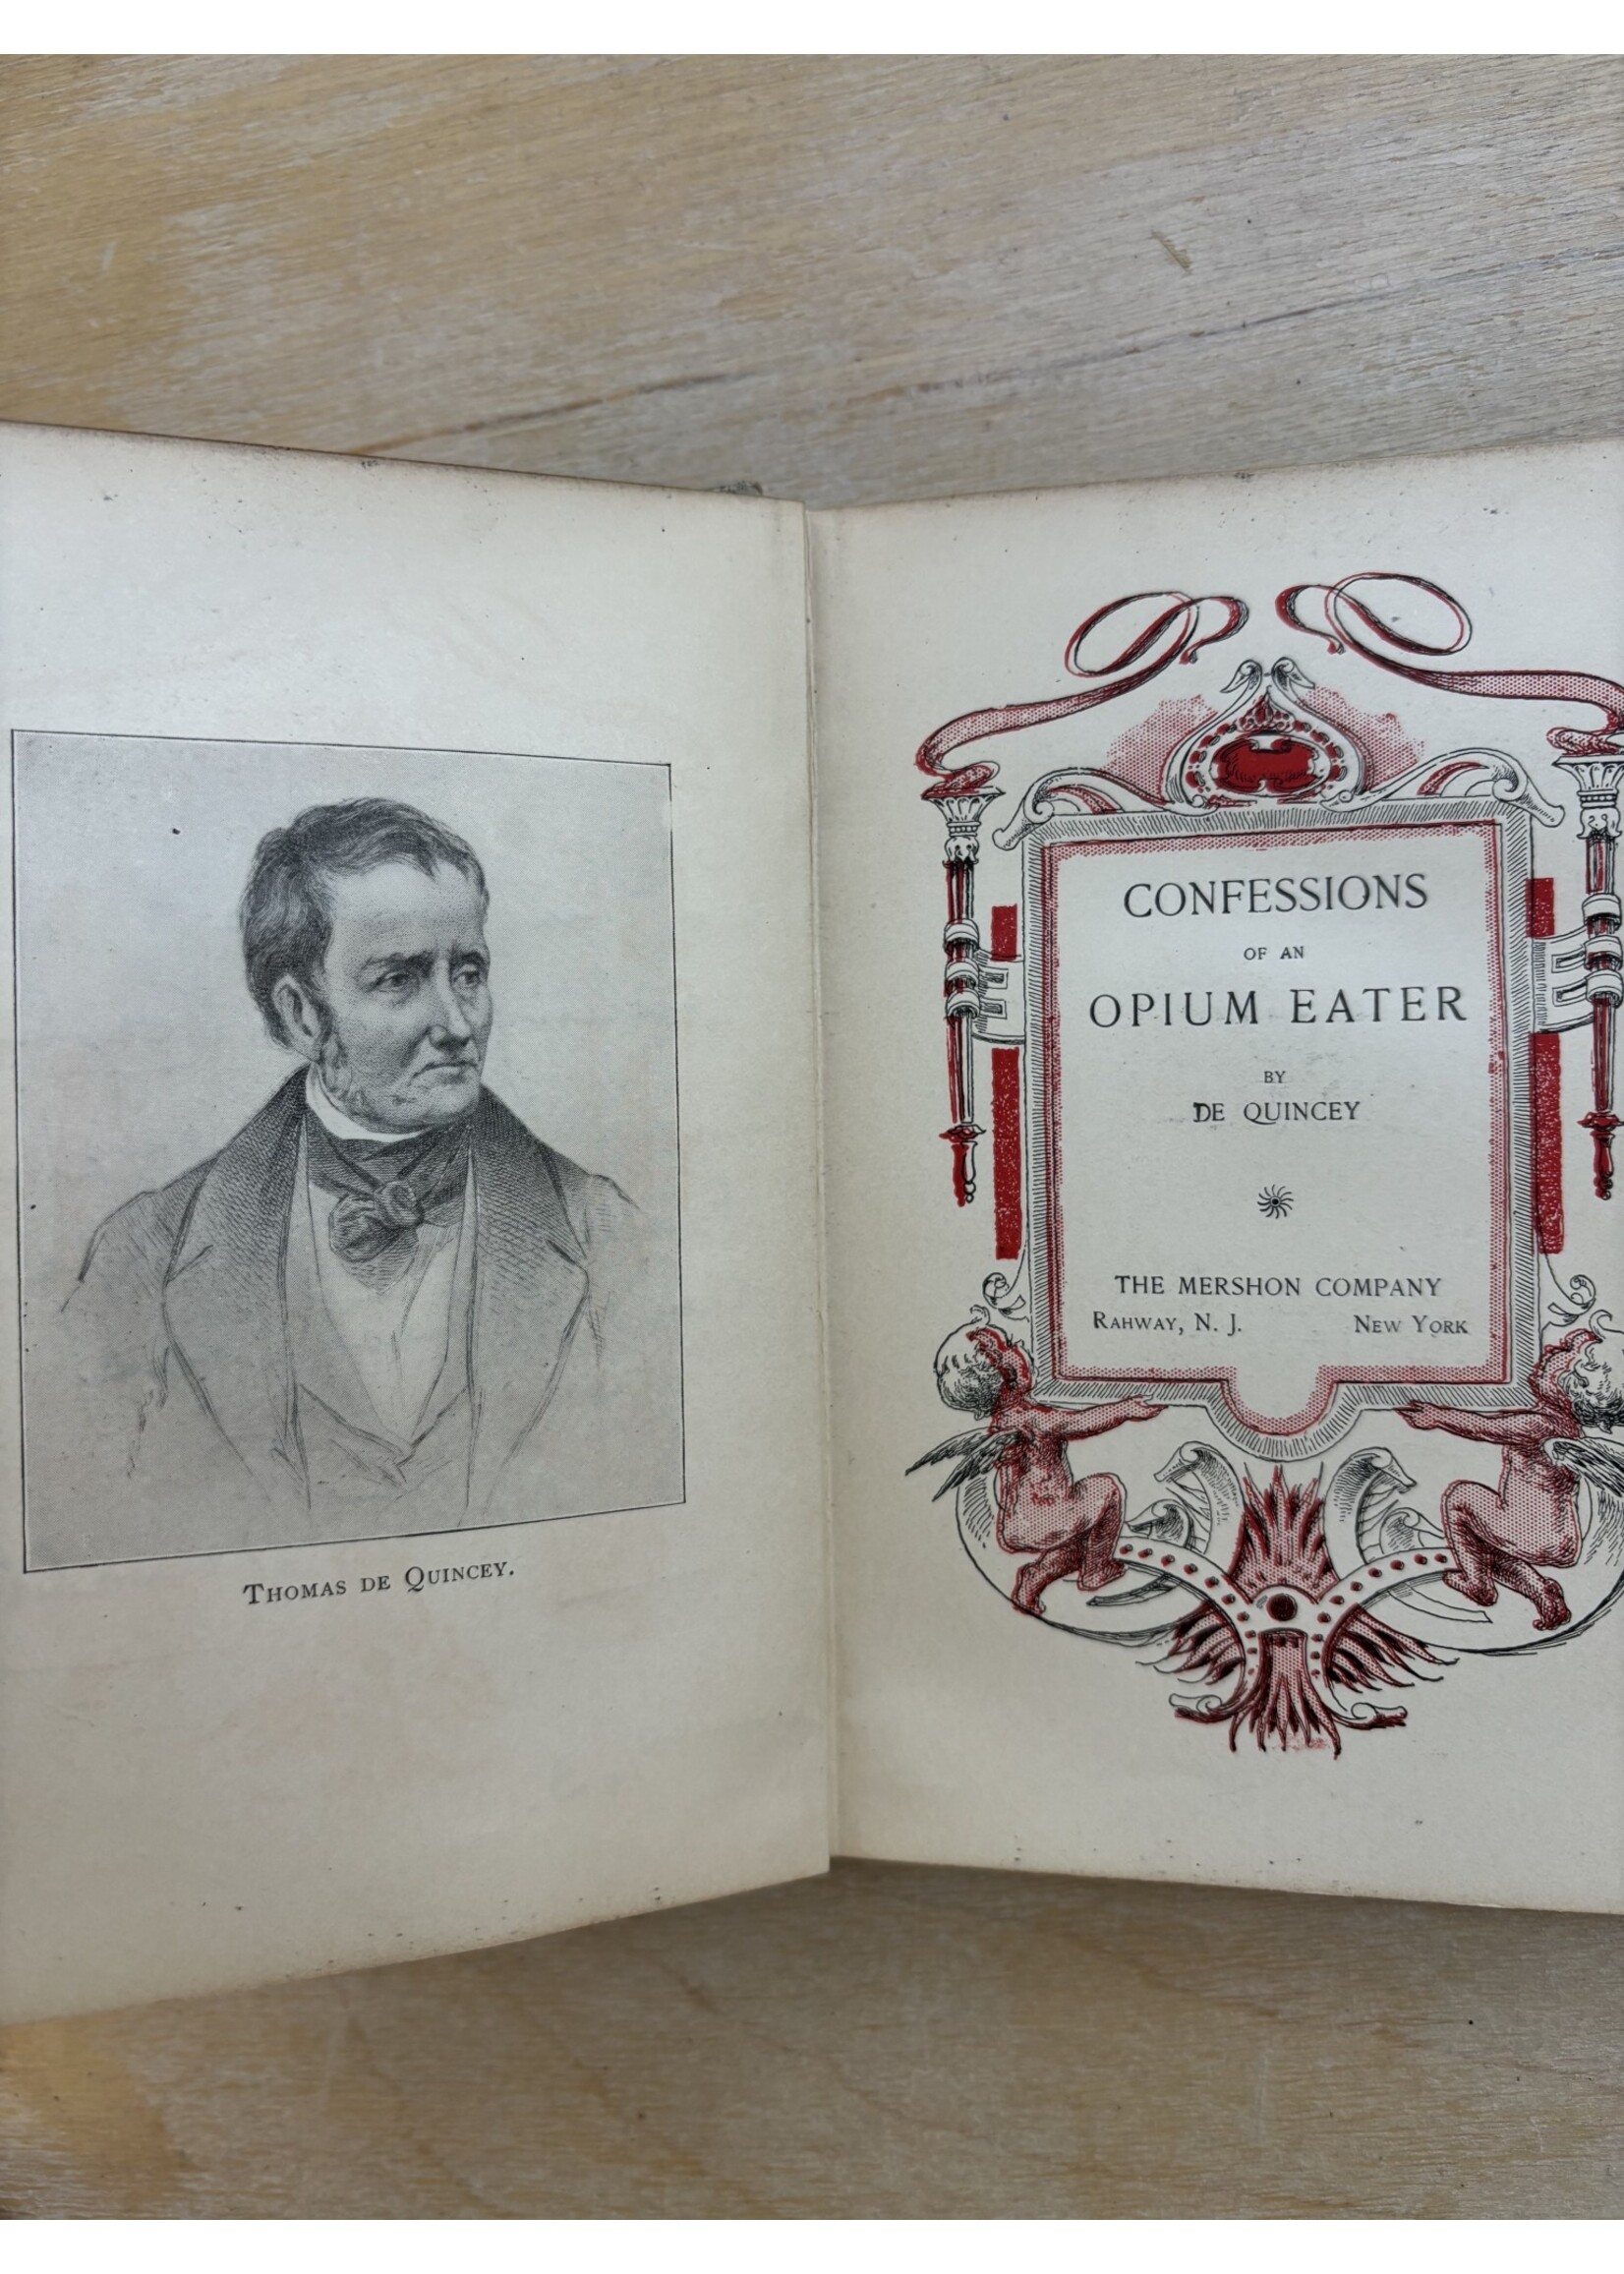 THOMAS DE QUINCEY.
CONFESSIONS
OF AN
OPIUM EATER
BY
DE QUINCEY
THE MERSHON COMPANY
RAHWAY, N. J. NEW YORK